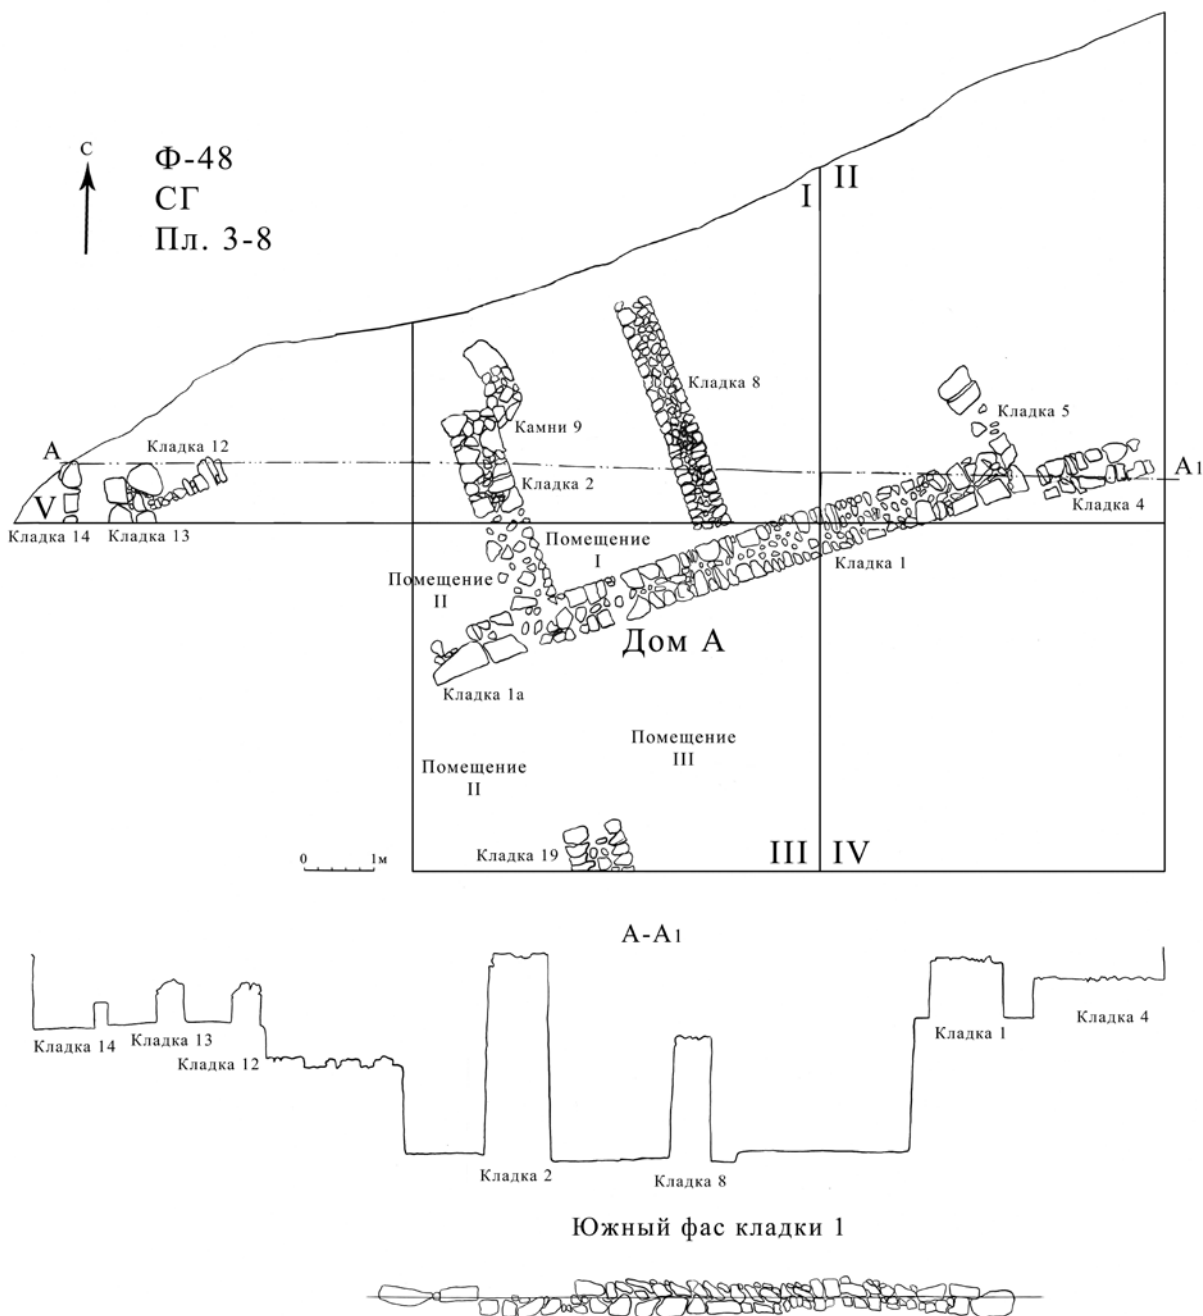 С
Ф-48
СГ
Пл. 3-8
I
II
Кладка 8
Кладка 5
Камни 9
Кладка 12
А
А1
Кладка 2
Кладка 4
V
Кладка 14
Кладка 13
Помещение
I
Кладка 1
Помещение
II
Дом А
Кладка 1а
Помещение
III
Помещение
II
0
1м
Кладка 19
III
IV
А-А1
Кладка 14
Кладка 13
Кладка 12
Кладка 1
Кладка 4
Кладка 2
Кладка 8
Южный фас кладки 1